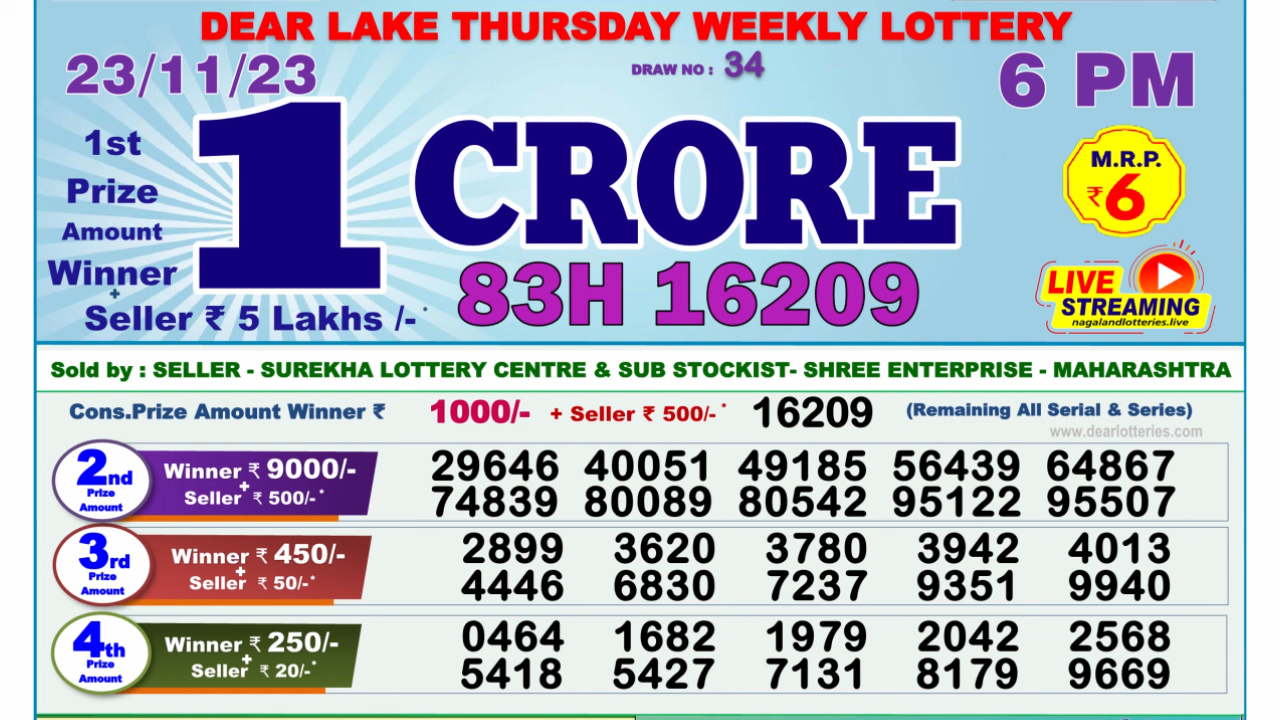 DEAR LAKE THURSDAY WEEKLY LOTTERY
23/11/23
DRAW NO : 34
6 PM
1st
Prize
Amount
Winner
+
Seller ₹ 5 Lakhs /-*
1 CRORE
83H 16209
M.R.P.
₹6
LIVE
STREAMING
nagalandlotteries.live
Sold by : SELLER - SUREKHA LOTTERY CENTRE & SUB STOCKIST- SHREE ENTERPRISE - MAHARASHTRA
Cons.Prize Amount Winner ₹ 1000/- + Seller ₹ 500/-* 16209 (Remaining All Serial & Series)
www.dearlotteries.com
2nd
Prize
Amount
Winner ₹ 9000/-
+
Seller ₹ 500/-*
29646 40051 49185 56439 64867
74839 80089 80542 95122 95507
3rd
Prize
Amount
Winner ₹ 450/-
+
Seller ₹ 50/-*
2899 3620 3780 3942 4013
4446 6830 7237 9351 9940
4th
Prize
Amount
Winner ₹ 250/-
+
Seller ₹ 20/-*
0464 1682 1979 2042 2568
5418 5427 7131 8179 9669